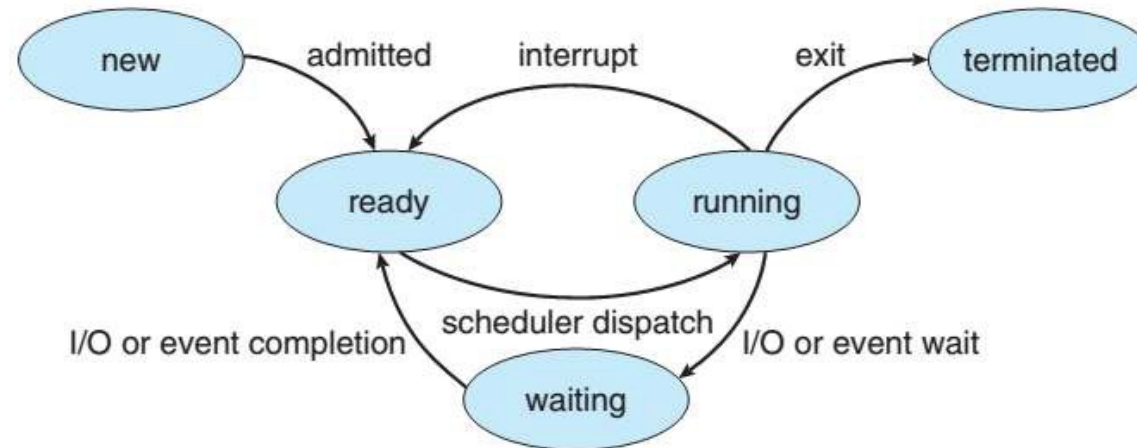 new
admitted
interrupt
exit
terminated
ready
running
scheduler dispatch
I/O or event completion
I/O or event wait
waiting